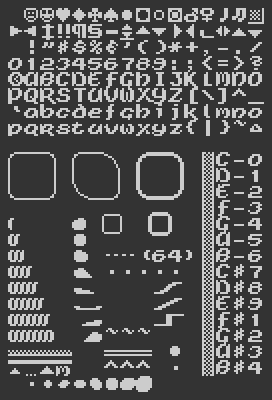 ☺☻♥♦♣♠•◘○◙♂♀♪♫☼
►◄↕‼¶§▬↨↑↓→←∟↔▲▼
!"#$%&'()*+,-./
0123456789:;<=>?
@ABCDEFGHIJKLMNO
PQRSTUVWXYZ[\]^_
`abcdefghijklmno
pqrstuvwxyz{|}~⌂
C-0
D-1
E-2
F-3
G-4
A-5
B-6
(64)
C#7
D#8
E#9
F#1
G#2
A#3
B#4